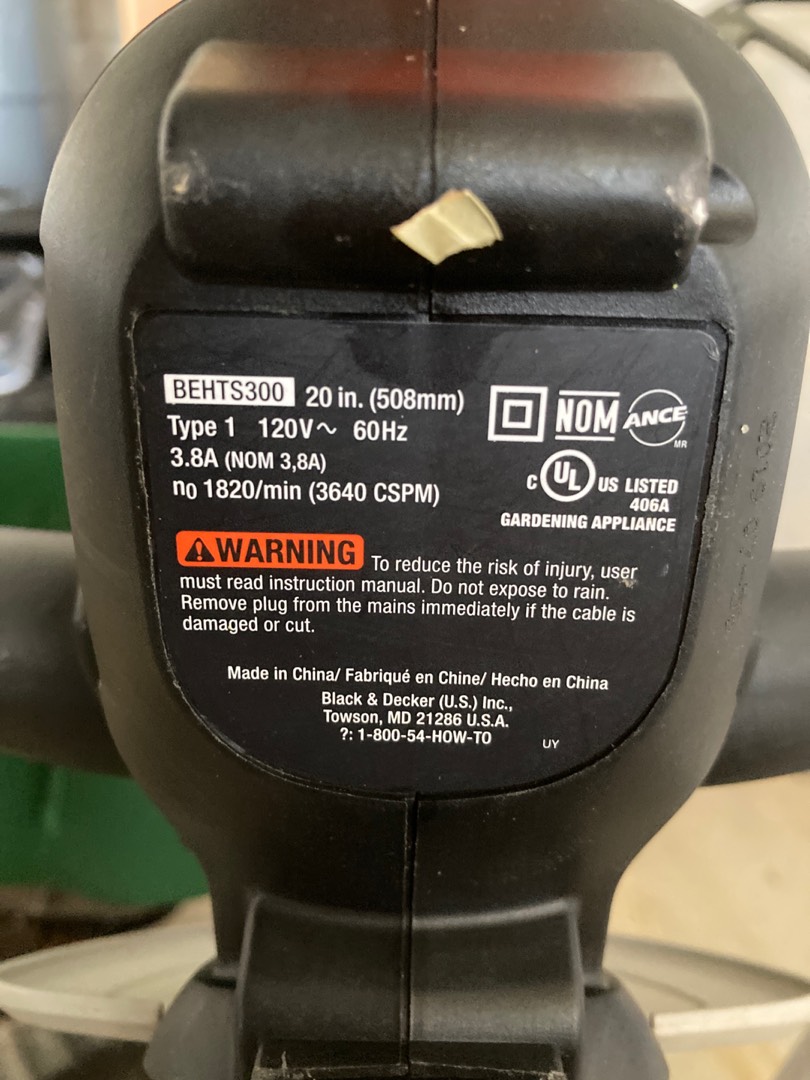 BEHTS300 20 in. (508mm)
Type 1 120V~ 60Hz
3.8A (NOM 3,8A)
n0 1820/min (3640 CSPM)
NOM ANCE
MR
C UL US LISTED
406A
GARDENING APPLIANCE
WARNING To reduce the risk of injury, user
must read instruction manual. Do not expose to rain.
Remove plug from the mains immediately if the cable is
damaged or cut.
Made in China/ Fabriqué en Chine/ Hecho en China
Black & Decker (U.S.) Inc.,
Towson, MD 21286 U.S.A.
?: 1-800-54-HOW-TO
UY